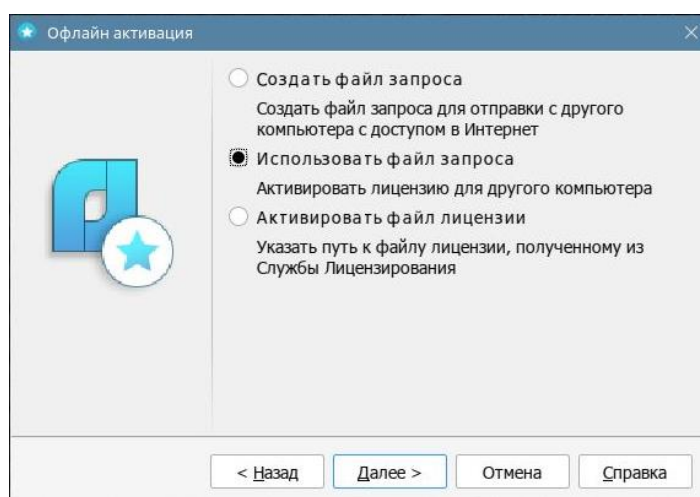 Офлайн активация
Создать файл запроса
Создать файл запроса для отправки с другого
компьютера с доступом в Интернет
Использовать файл запроса
Активировать лицензию для другого компьютера
Активировать файл лицензии
Указать путь к файлу лицензии, полученному из
Службы Лицензирования
< Назад
Далее >
Отмена
Справка